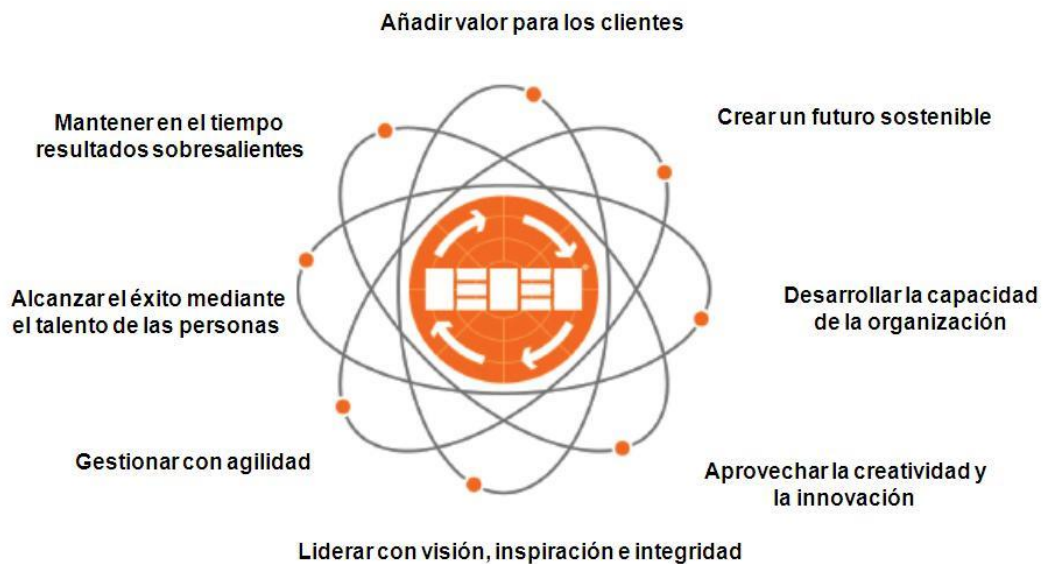 Añadir valor para los clientes
Mantener en el tiempo
resultados sobresalientes
Crear un futuro sostenible
Alcanzar el éxito mediante
el talento de las personas
Desarrollar la capacidad
de la organización
Gestionar con agilidad
Aprovechar la creatividad y
la innovación
Liderar con visión, inspiración e integridad